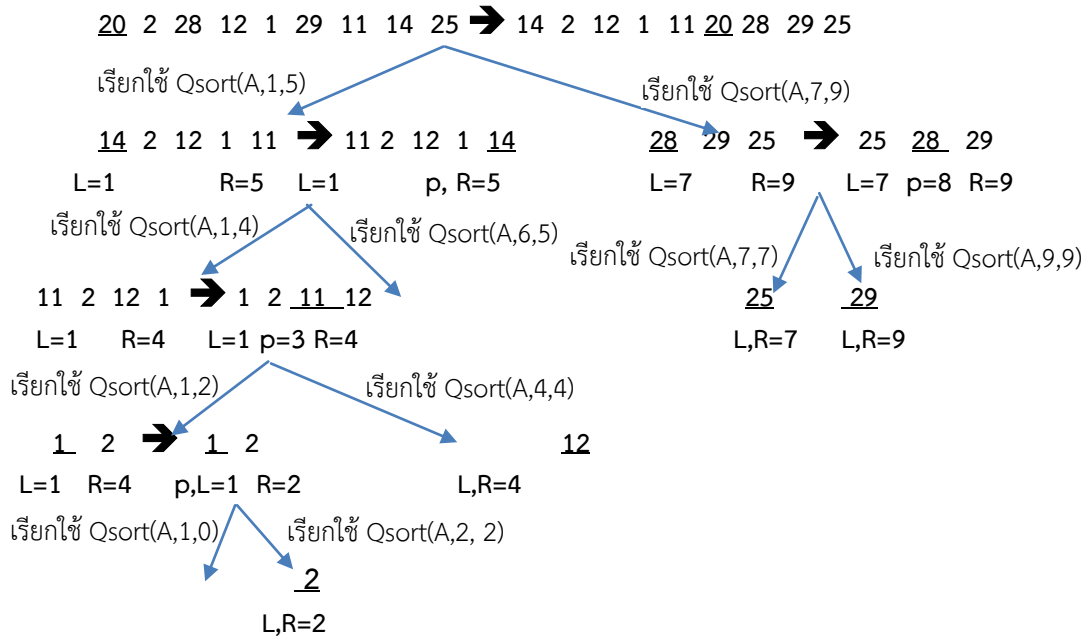 20 2 28 12 1 29 11 14 25 ➔ 14 2 12 1 11 20 28 29 25
เรียกใช้ Qsort(A,1,5) เรียกใช้ Qsort(A,7,9)
14 2 12 1 11 ➔ 11 2 12 1 14 28 29 25 ➔ 25 28 29
L=1 R=5 L=1 p, R=5 L=7 R=9 L=7 p=8 R=9
เรียกใช้ Qsort(A,1,4) เรียกใช้ Qsort(A,6,5) เรียกใช้ Qsort(A,7,7) เรียกใช้ Qsort(A,9,9)
11 2 12 1 ➔ 1 2 11 12 25 29
L=1 R=4 L=1 p=3 R=4 L,R=7 L,R=9
เรียกใช้ Qsort(A,1,2) เรียกใช้ Qsort(A,4,4)
1 2 ➔ 1 2 12
L=1 R=4 p,L=1 R=2 L,R=4
เรียกใช้ Qsort(A,1,0) เรียกใช้ Qsort(A,2, 2)
2
L,R=2